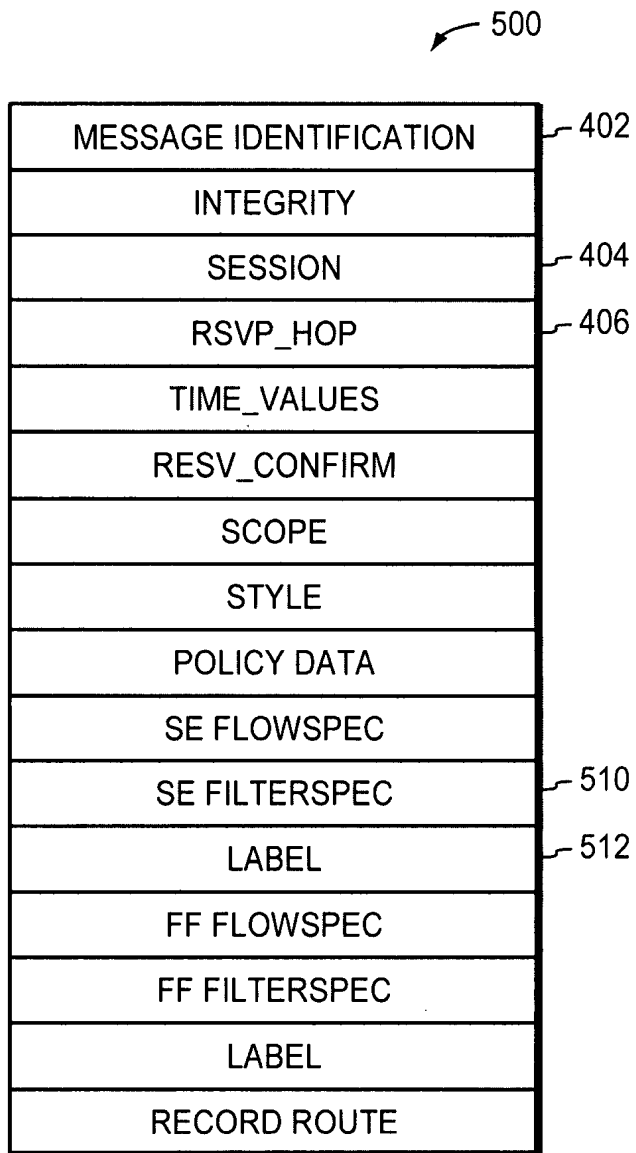 500
MESSAGE IDENTIFICATION 402
INTEGRITY
SESSION 404
RSVP_HOP 406
TIME_VALUES
RESV_CONFIRM
SCOPE
STYLE
POLICY DATA
SE FLOWSPEC
SE FILTERSPEC 510
LABEL 512
FF FLOWSPEC
FF FILTERSPEC
LABEL
RECORD ROUTE